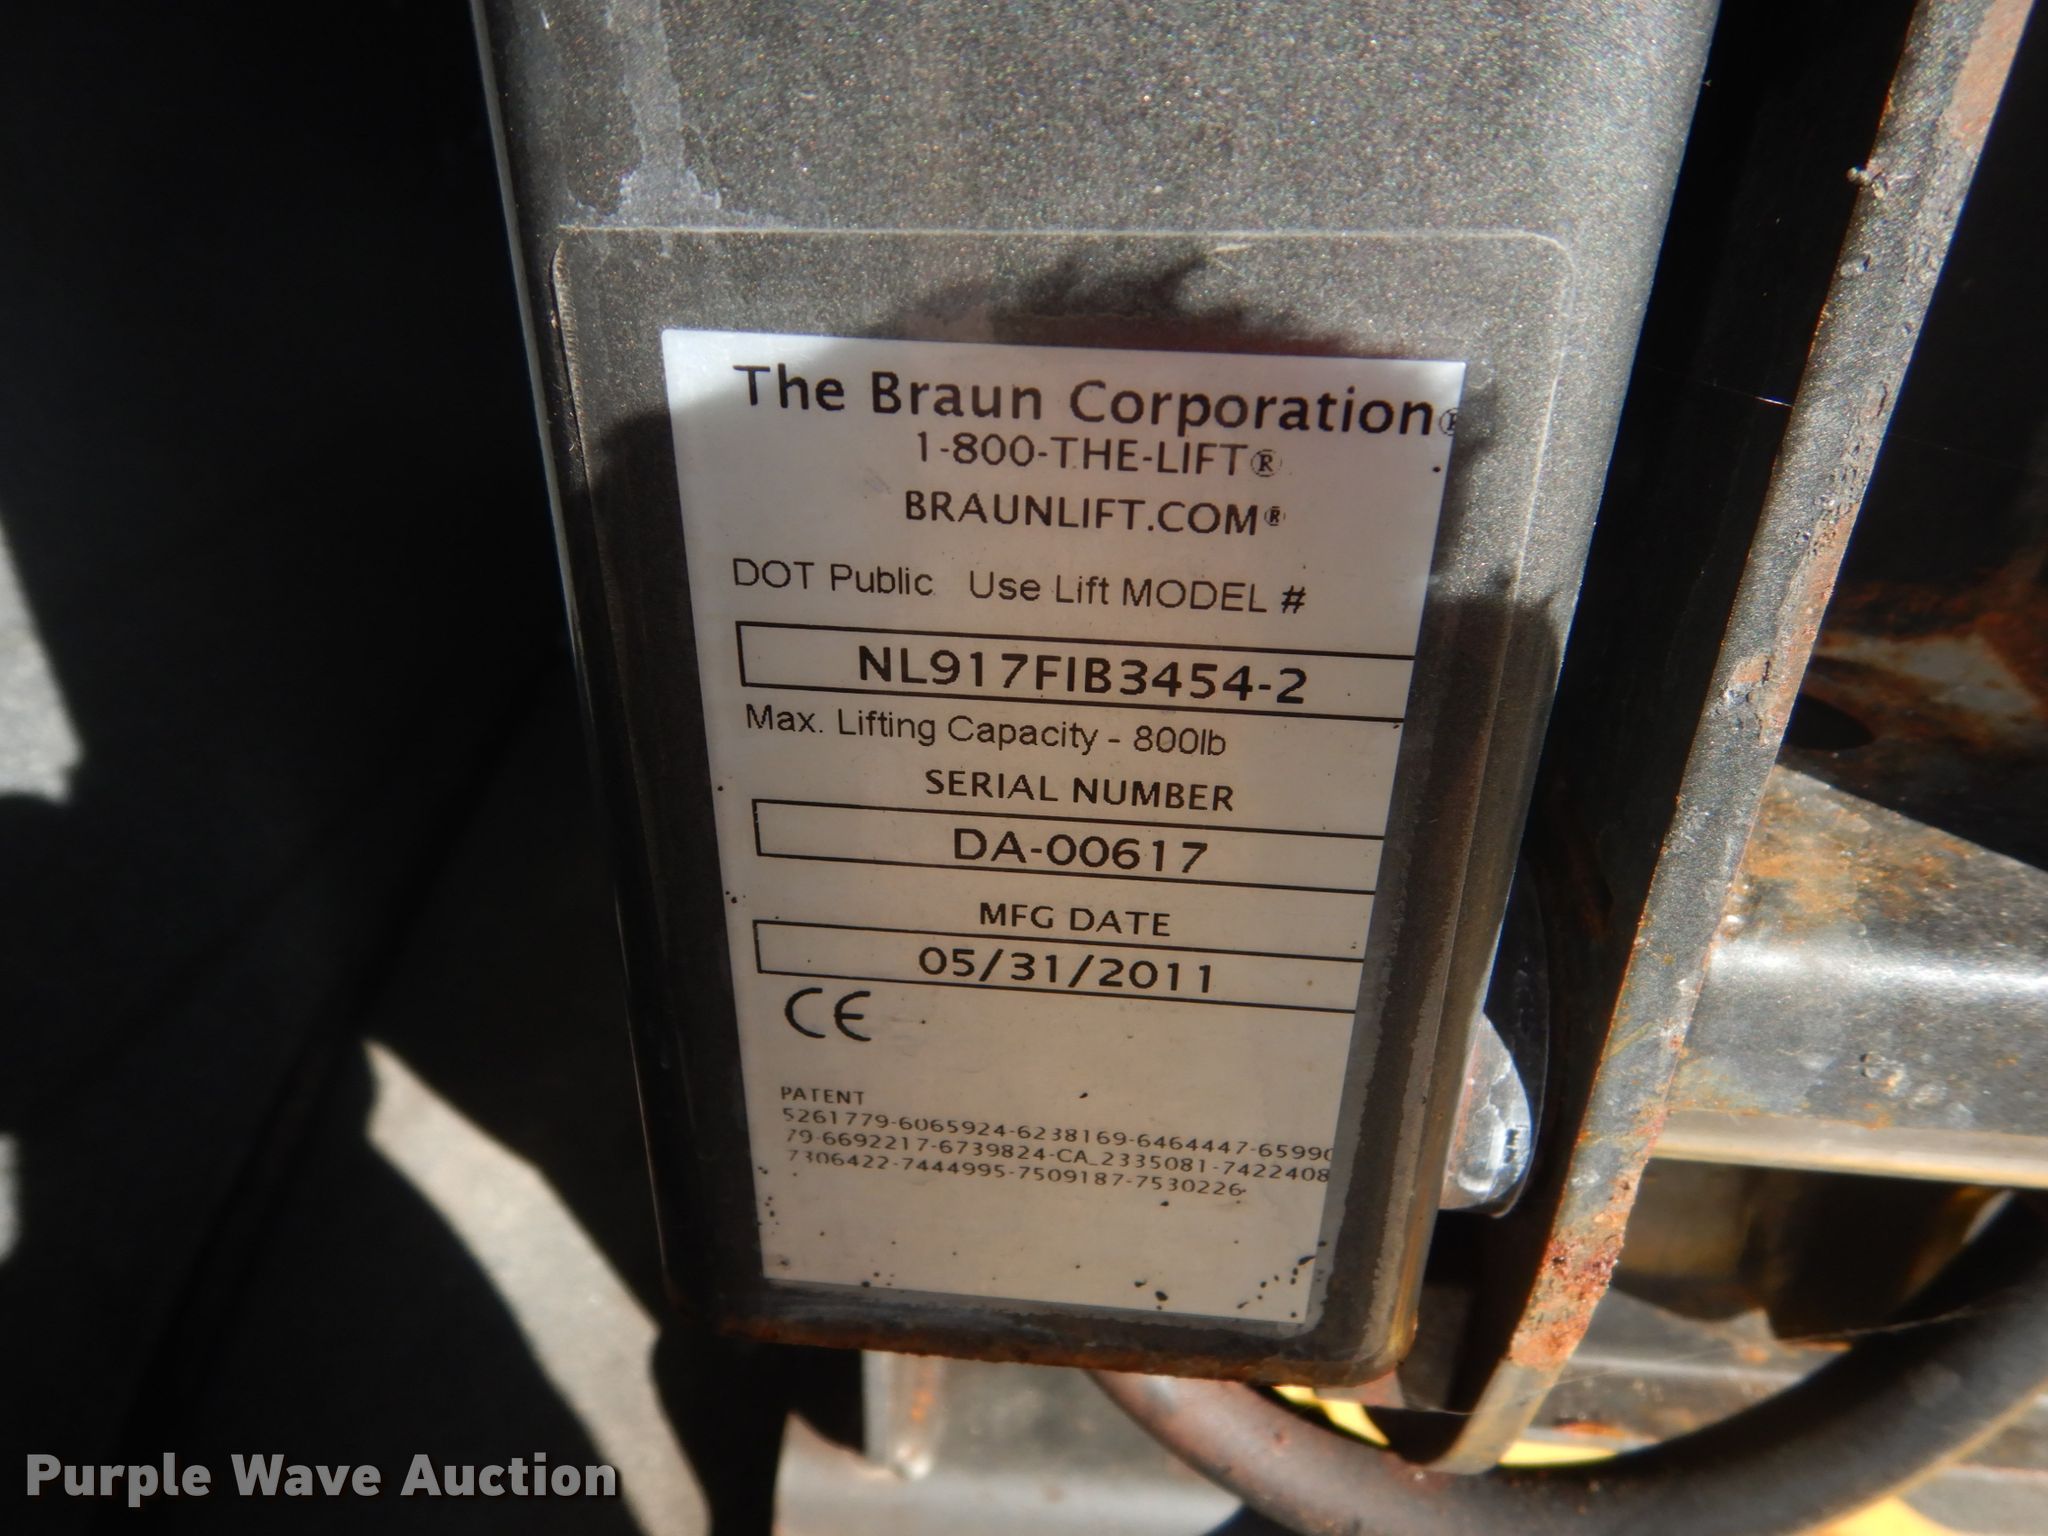 The Braun Corporation®
1-800-THE-LIFT®
BRAUNLIFT.COM®
DOT Public Use Lift MODEL #
NL917FIB3454-2
Max. Lifting Capacity - 800lb
SERIAL NUMBER
DA-00617
MFG DATE
05/31/2011
CE
PATENT
5261779-6065924-6238169-6464447-65990
79-6692217-6739824-CA_2335081-7422408
7306422-7444995-7509187-7530226
Purple Wave Auction